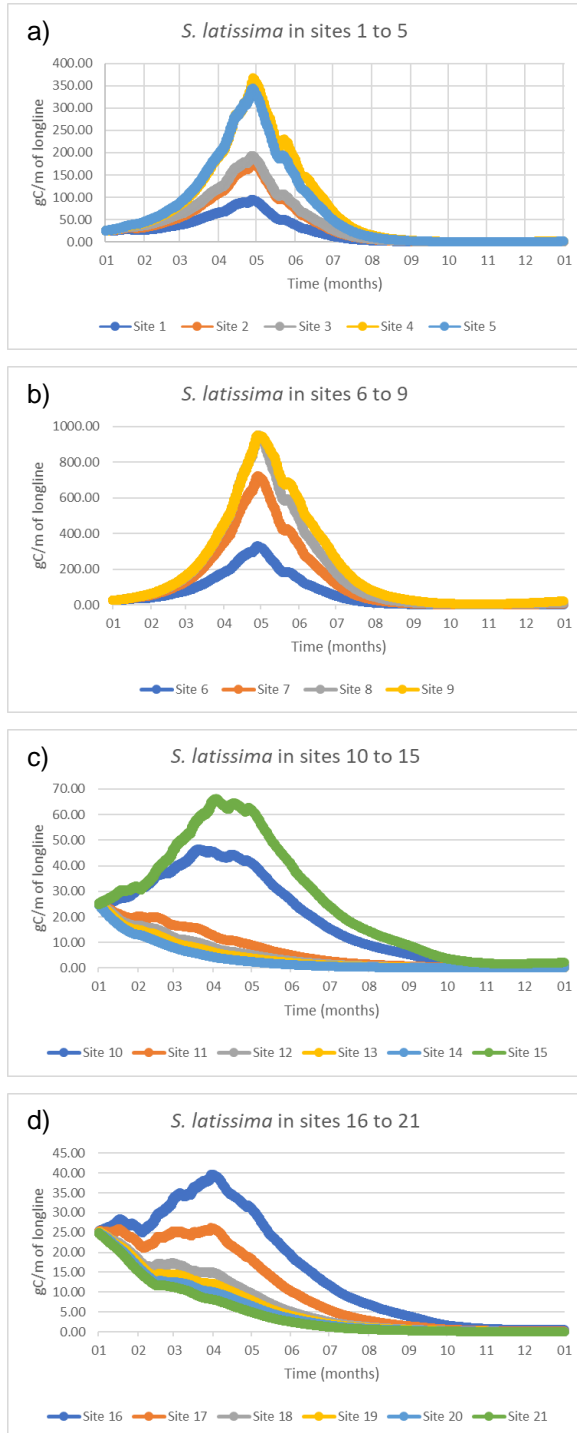 a)
S. latissima in sites 1 to 5
gC/m of longline
400.00
350.00
300.00
250.00
200.00
150.00
100.00
50.00
0.00
01 02 03 04 05 06 07 08 09 10 11 12 01
Time (months)
Site 1 Site 2 Site 3 Site 4 Site 5
b)
S. latissima in sites 6 to 9
gC/m of longline
1000.00
800.00
600.00
400.00
200.00
0.00
01 02 03 04 05 06 07 08 09 10 11 12 01
Time (months)
Site 6 Site 7 Site 8 Site 9
c)
S. latissima in sites 10 to 15
gC/m of longline
70.00
60.00
50.00
40.00
30.00
20.00
10.00
0.00
01 02 03 04 05 06 07 08 09 10 11 12 01
Time (months)
Site 10 Site 11 Site 12 Site 13 Site 14 Site 15
d)
S. latissima in sites 16 to 21
gC/m of longline
45.00
40.00
35.00
30.00
25.00
20.00
15.00
10.00
5.00
0.00
01 02 03 04 05 06 07 08 09 10 11 12 01
Time (months)
Site 16 Site 17 Site 18 Site 19 Site 20 Site 21